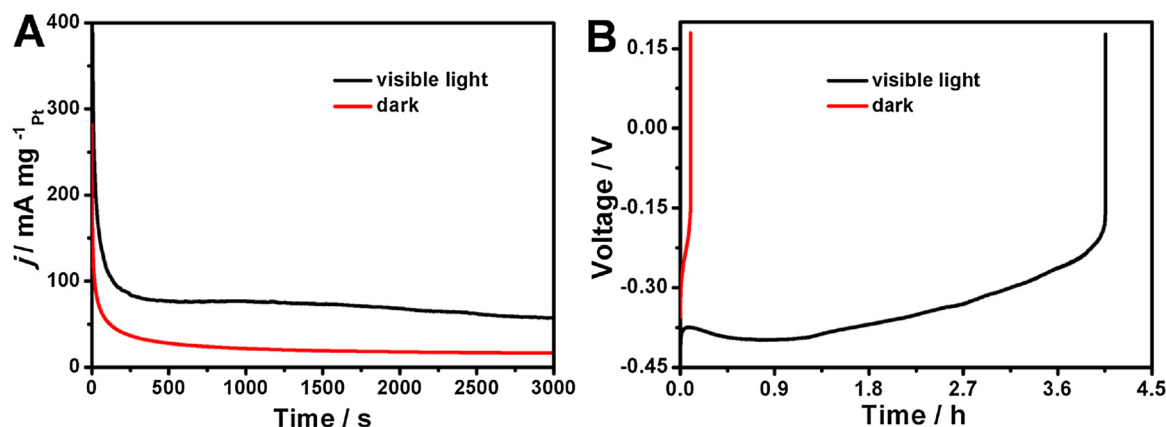 A
400
300
200
100
0
j / mA mg ⁻¹Pt
visible light
dark
0 500 1000 1500 2000 2500 3000
Time / s
B
0.15
0.00
-0.15
-0.30
-0.45
Voltage / V
visible light
dark
0.0 0.9 1.8 2.7 3.6 4.5
Time / h